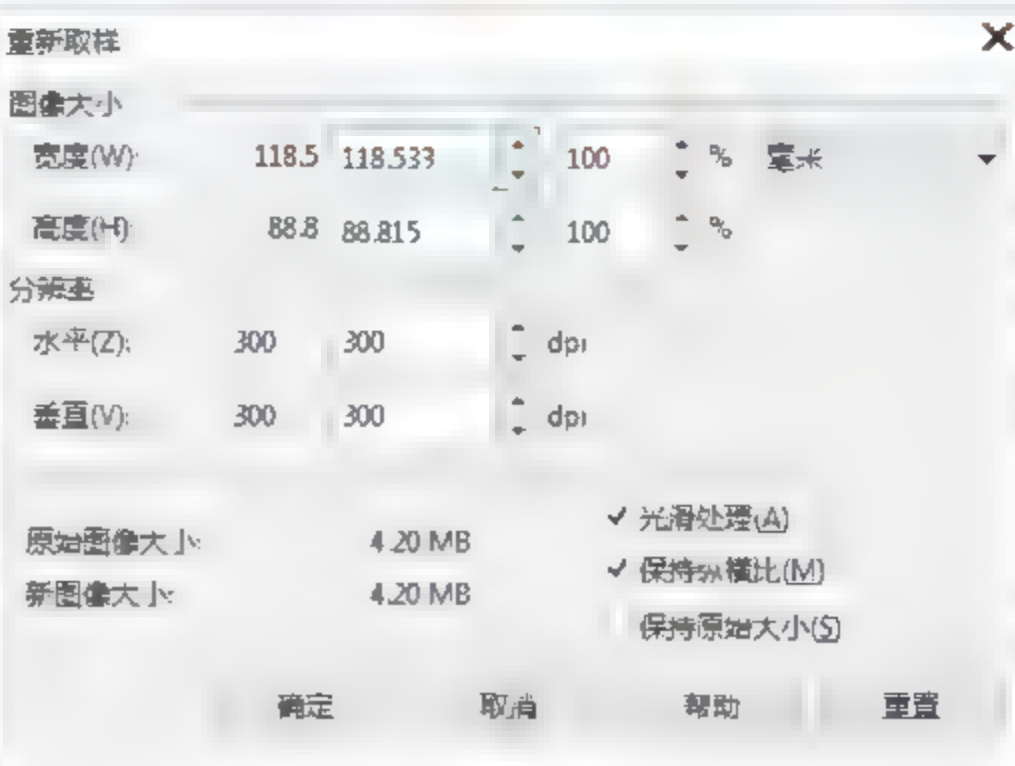 重新取样
图像大小
宽度(W): 118.5 118.533 100 % 毫米
高度(H): 88.8 88.815 100 %
分辨率
水平(Z): 300 300 dpi
垂直(V): 300 300 dpi
原始图像大小: 4.20 MB
新图像大小: 4.20 MB
光滑处理(A)
保持纵横比(M)
保持原始大小(S)
确定 取消 帮助 重置